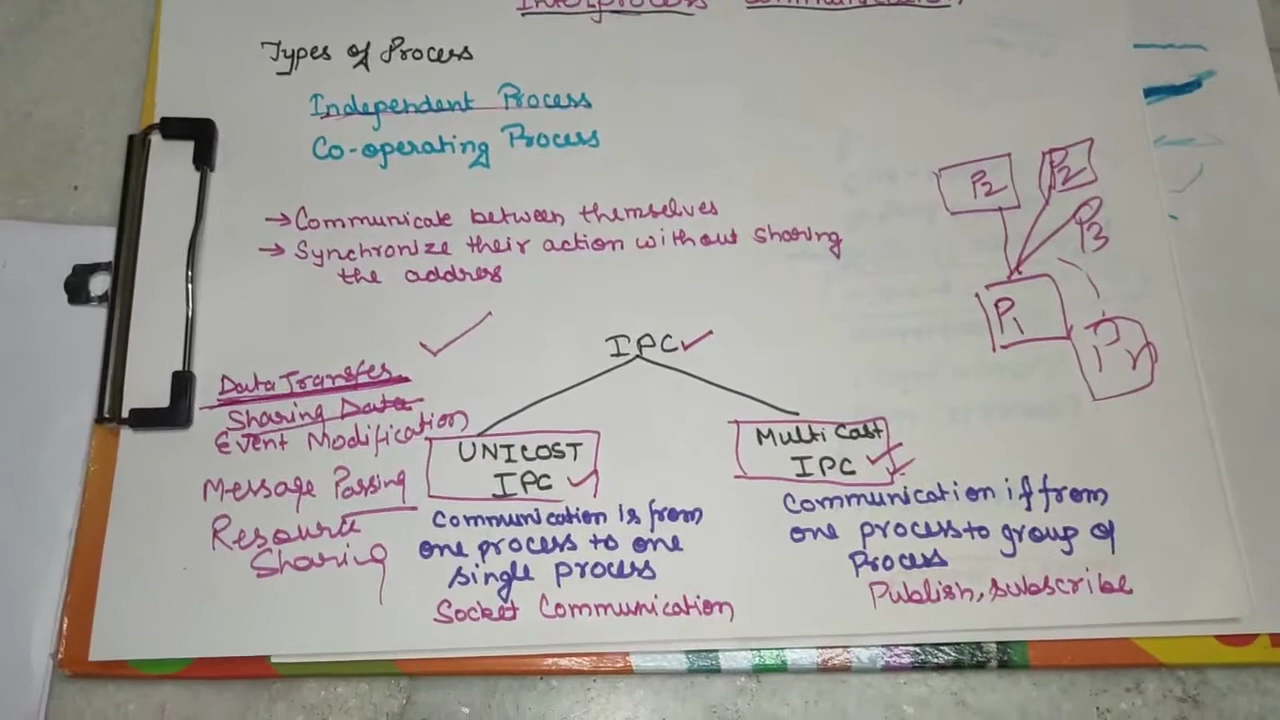 Interprocess Communication
Types of Process
Independent Process
Co-operating Process
→ Communicate between themselves
→ Synchronize their action without sharing
the address
P2
P2
P3
P1
Pn
IPC
Data Transfer
Sharing Data
Event Modification
Message Passing
Resource
Sharing
UNICOST
IPC
Communication is from
one process to one
single process
Socket Communication
Multi Cast
IPC
Communication if from
one process to group of
Process
Publish, subscribe